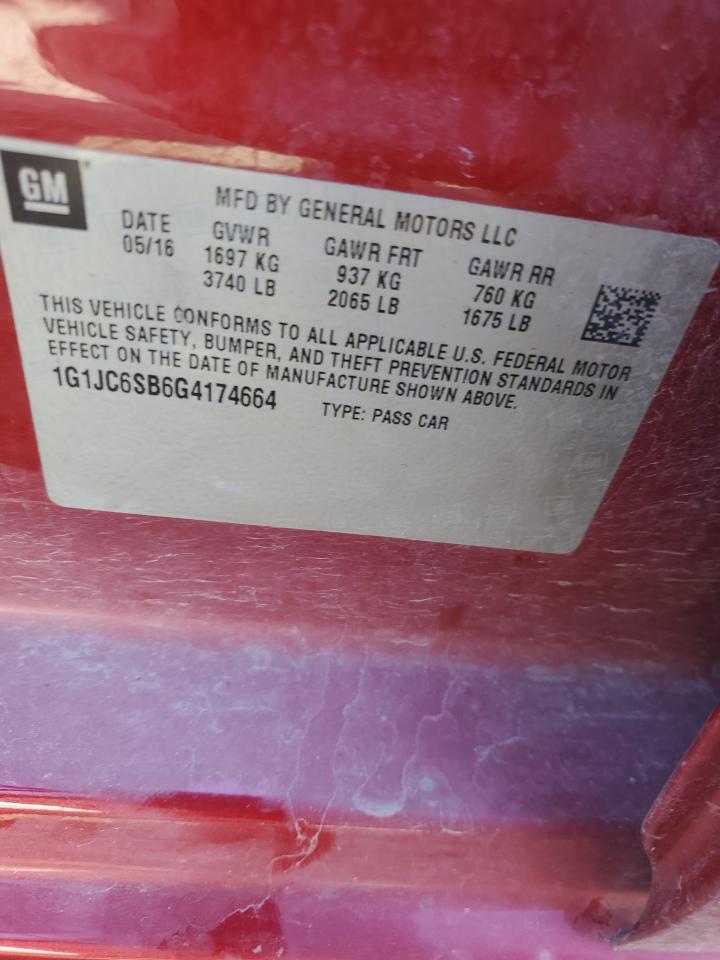 GM
MFD BY GENERAL MOTORS LLC
DATE GVWR GAWR FRT GAWR RR
05/16 1697 KG 937 KG 760 KG
3740 LB 2065 LB 1675 LB
THIS VEHICLE CONFORMS TO ALL APPLICABLE U.S. FEDERAL MOTOR
VEHICLE SAFETY, BUMPER, AND THEFT PREVENTION STANDARDS IN
EFFECT ON THE DATE OF MANUFACTURE SHOWN ABOVE.
1G1JC6SB6G4174664 TYPE: PASS CAR